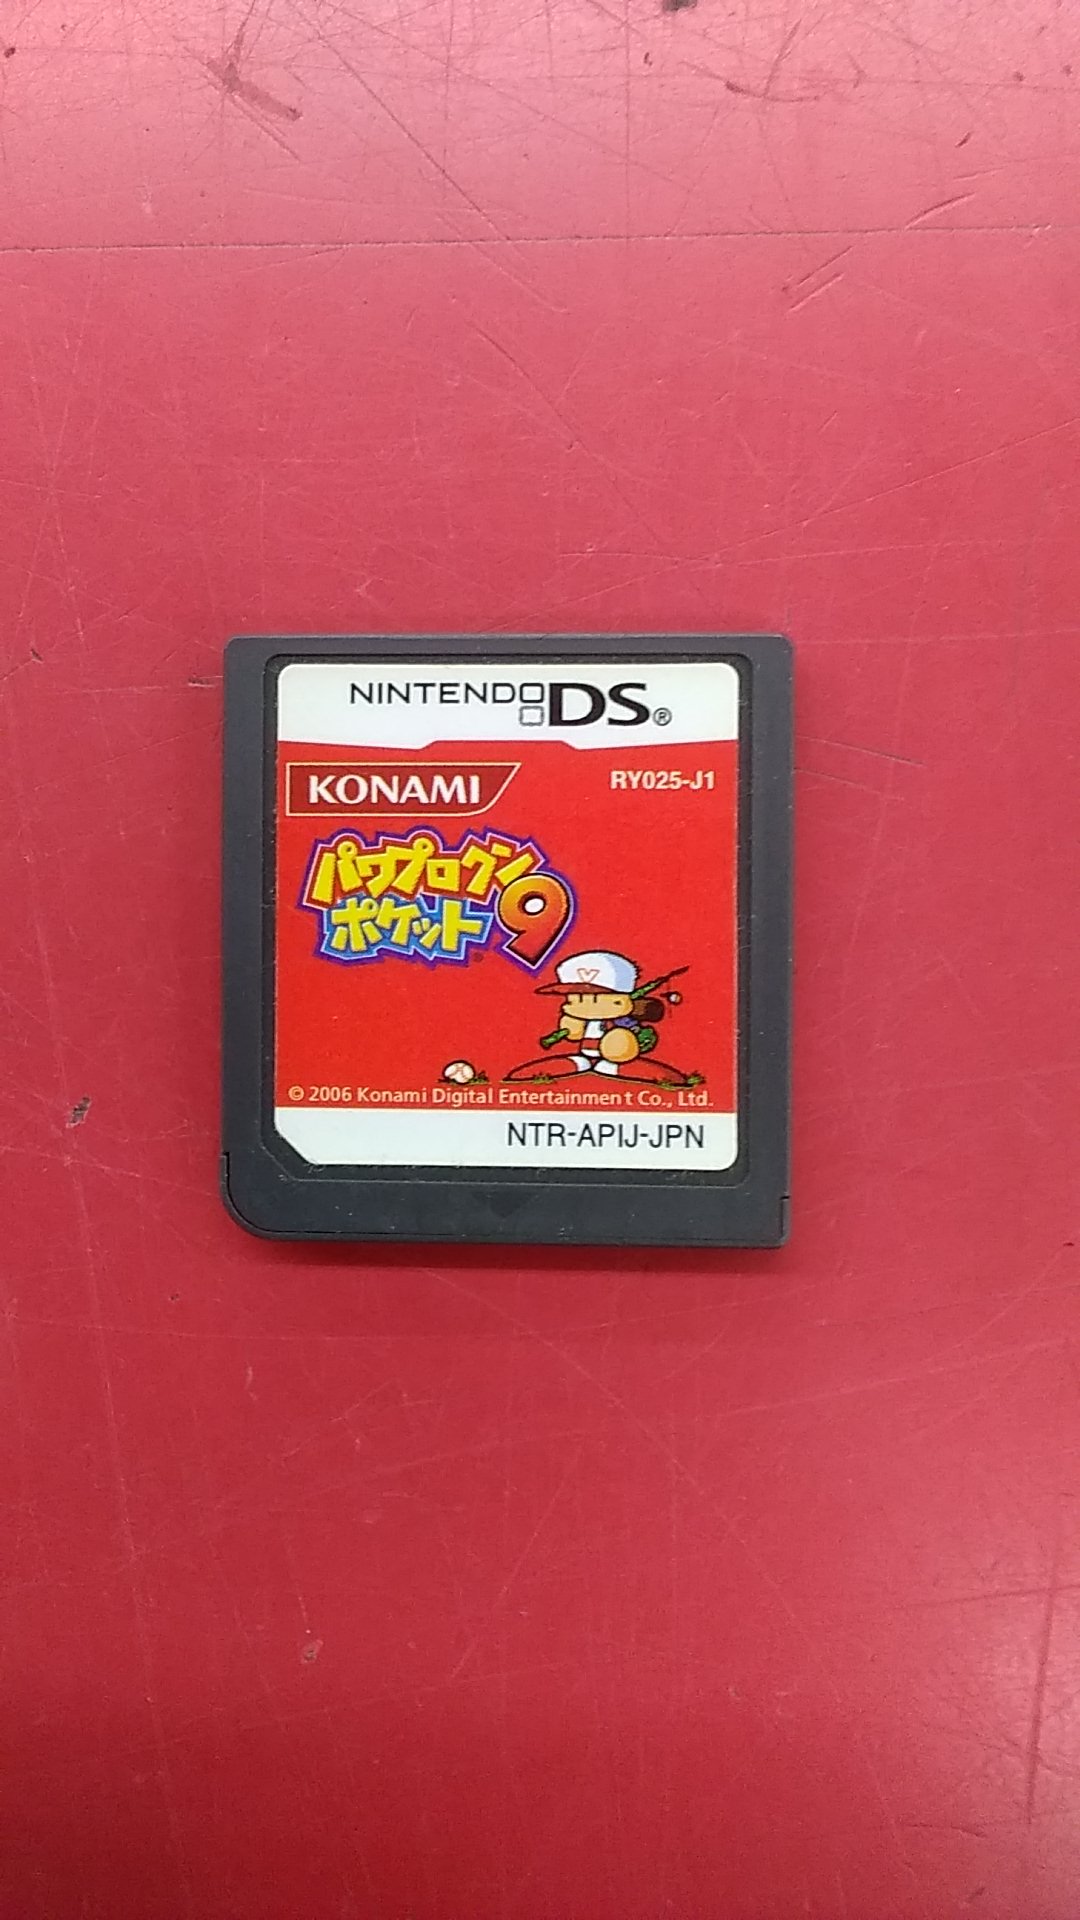 NINTENDO DS®
KONAMI
RY025-J1
パワプロクン
ポケット9
© 2006 Konami Digital Entertainment Co., Ltd.
NTR-APIJ-JPN